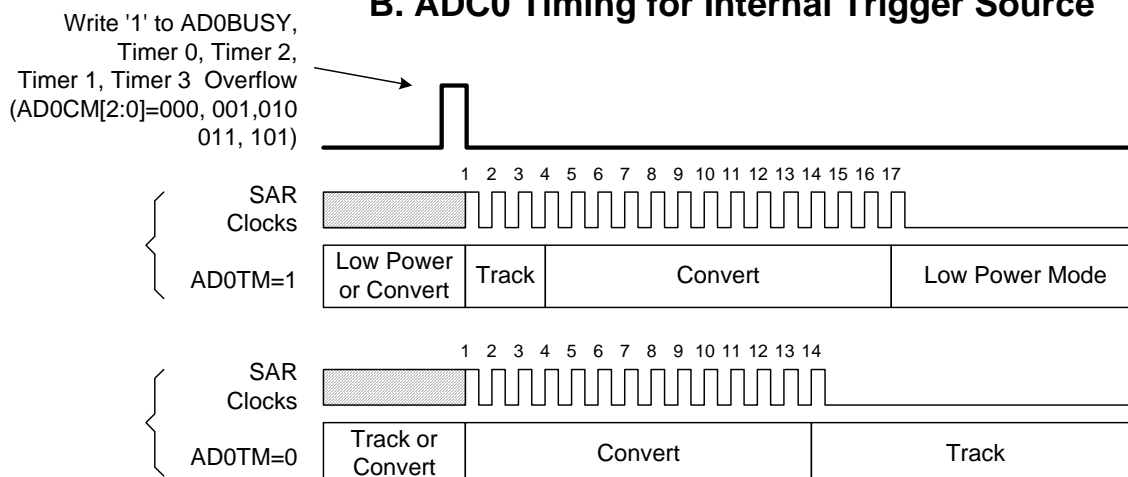 B. ADC0 Timing for Internal Trigger Source
Write '1' to AD0BUSY,
Timer 0, Timer 2,
Timer 1, Timer 3 Overflow
(AD0CM[2:0]=000, 001,010
011, 101)
1 2 3 4 5 6 7 8 9 10 11 12 13 14 15 16 17
SAR
Clocks
AD0TM=1
Low Power
or Convert
Track
Convert
Low Power Mode
1 2 3 4 5 6 7 8 9 10 11 12 13 14
SAR
Clocks
AD0TM=0
Track or
Convert
Convert
Track